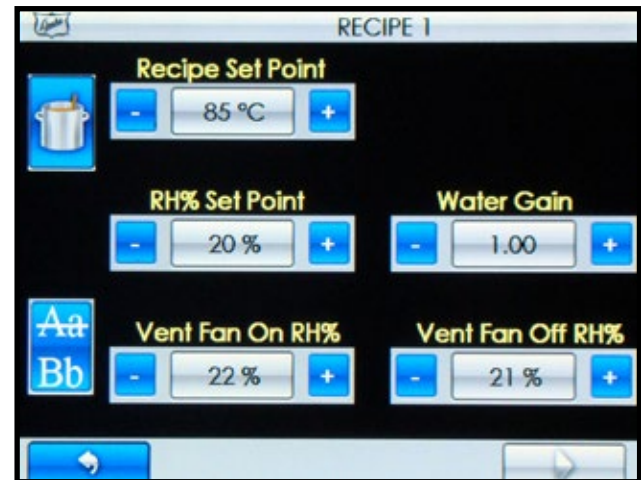 RECIPE 1
Recipe Set Point
- 85 °C +
RH% Set Point
Water Gain
- 20 % +
- 1.00 +
Aa
Bb
Vent Fan On RH%
Vent Fan Off RH%
- 22 % +
- 21 % +